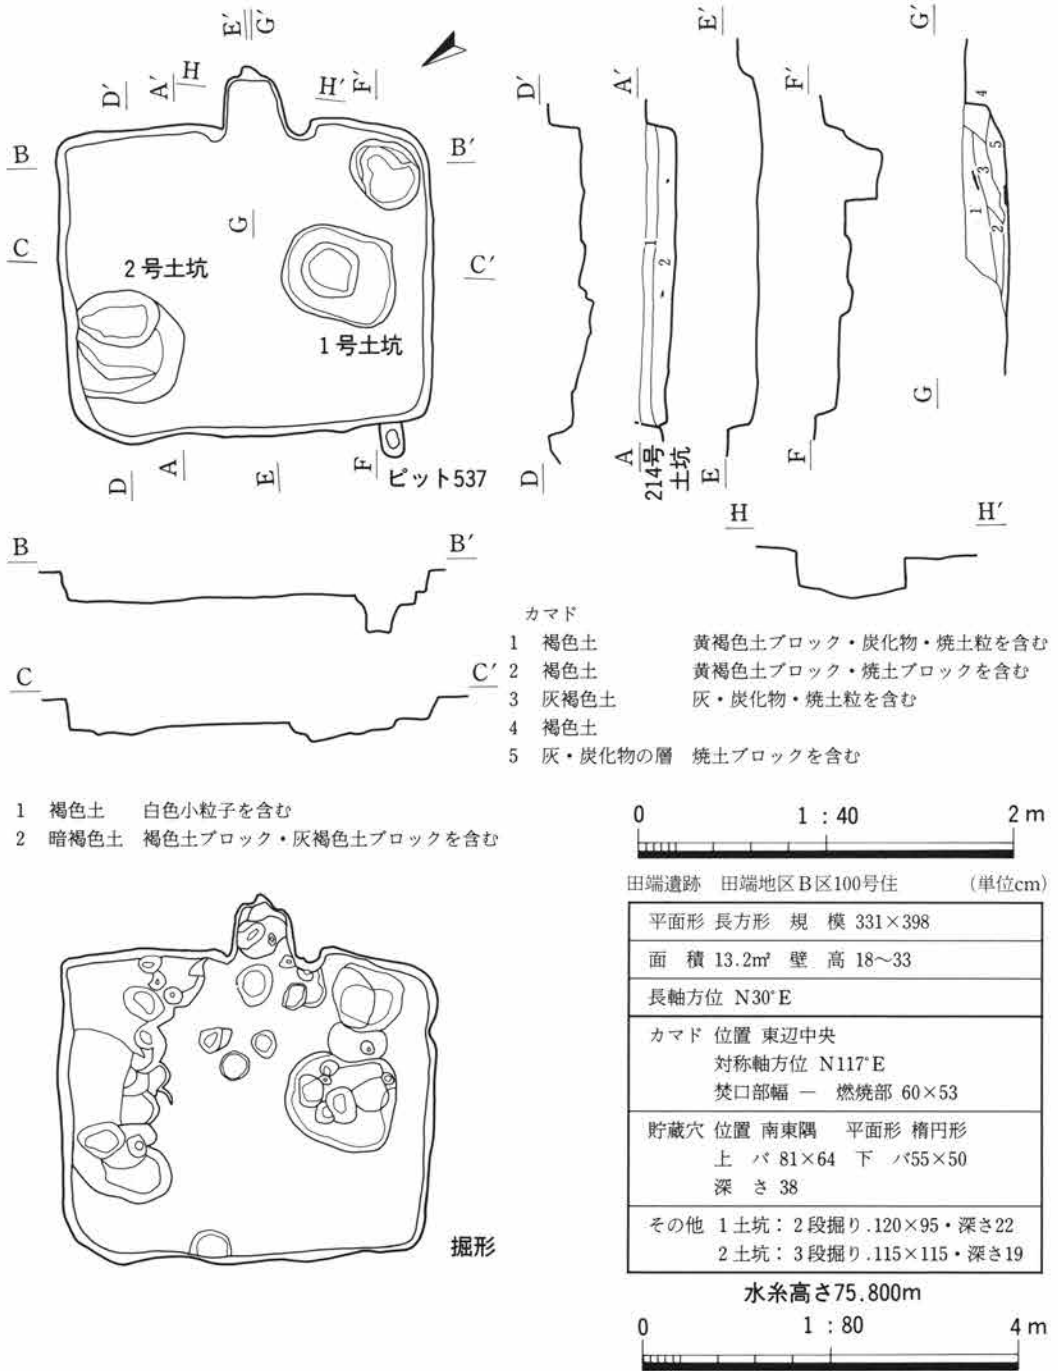 E′ G′
D′ A′ H H′ F′
B B′
G
C C′
2号土坑
1号土坑
D A E F ピット537
D′ A′ E′ F′ G′
1 2
4
5
3
1
2
D A E F G
214号
土坑
H H′
B B′
C C′
カマド
1 褐色土 黄褐色土ブロック・炭化物・焼土粒を含む
2 褐色土 黄褐色土ブロック・焼土ブロックを含む
3 灰褐色土 灰・炭化物・焼土粒を含む
4 褐色土
5 灰・炭化物の層 焼土ブロックを含む
1 褐色土 白色小粒子を含む
2 暗褐色土 褐色土ブロック・灰褐色土ブロックを含む
0 1:40 2m
田端遺跡 田端地区B区100号住 (単位cm)
平面形 長方形 規模 331×398
面積 13.2㎡ 壁高 18~33
長軸方位 N30°E
カマド 位置 東辺中央
対称軸方位 N117°E
焚口部幅 ― 燃焼部 60×53
貯蔵穴 位置 南東隅 平面形 楕円形
上バ 81×64 下バ55×50
深さ 38
その他 1土坑:2段掘り.120×95・深さ22
2土坑:3段掘り.115×115・深さ19
掘形
水糸高さ75.800m
0 1:80 4m